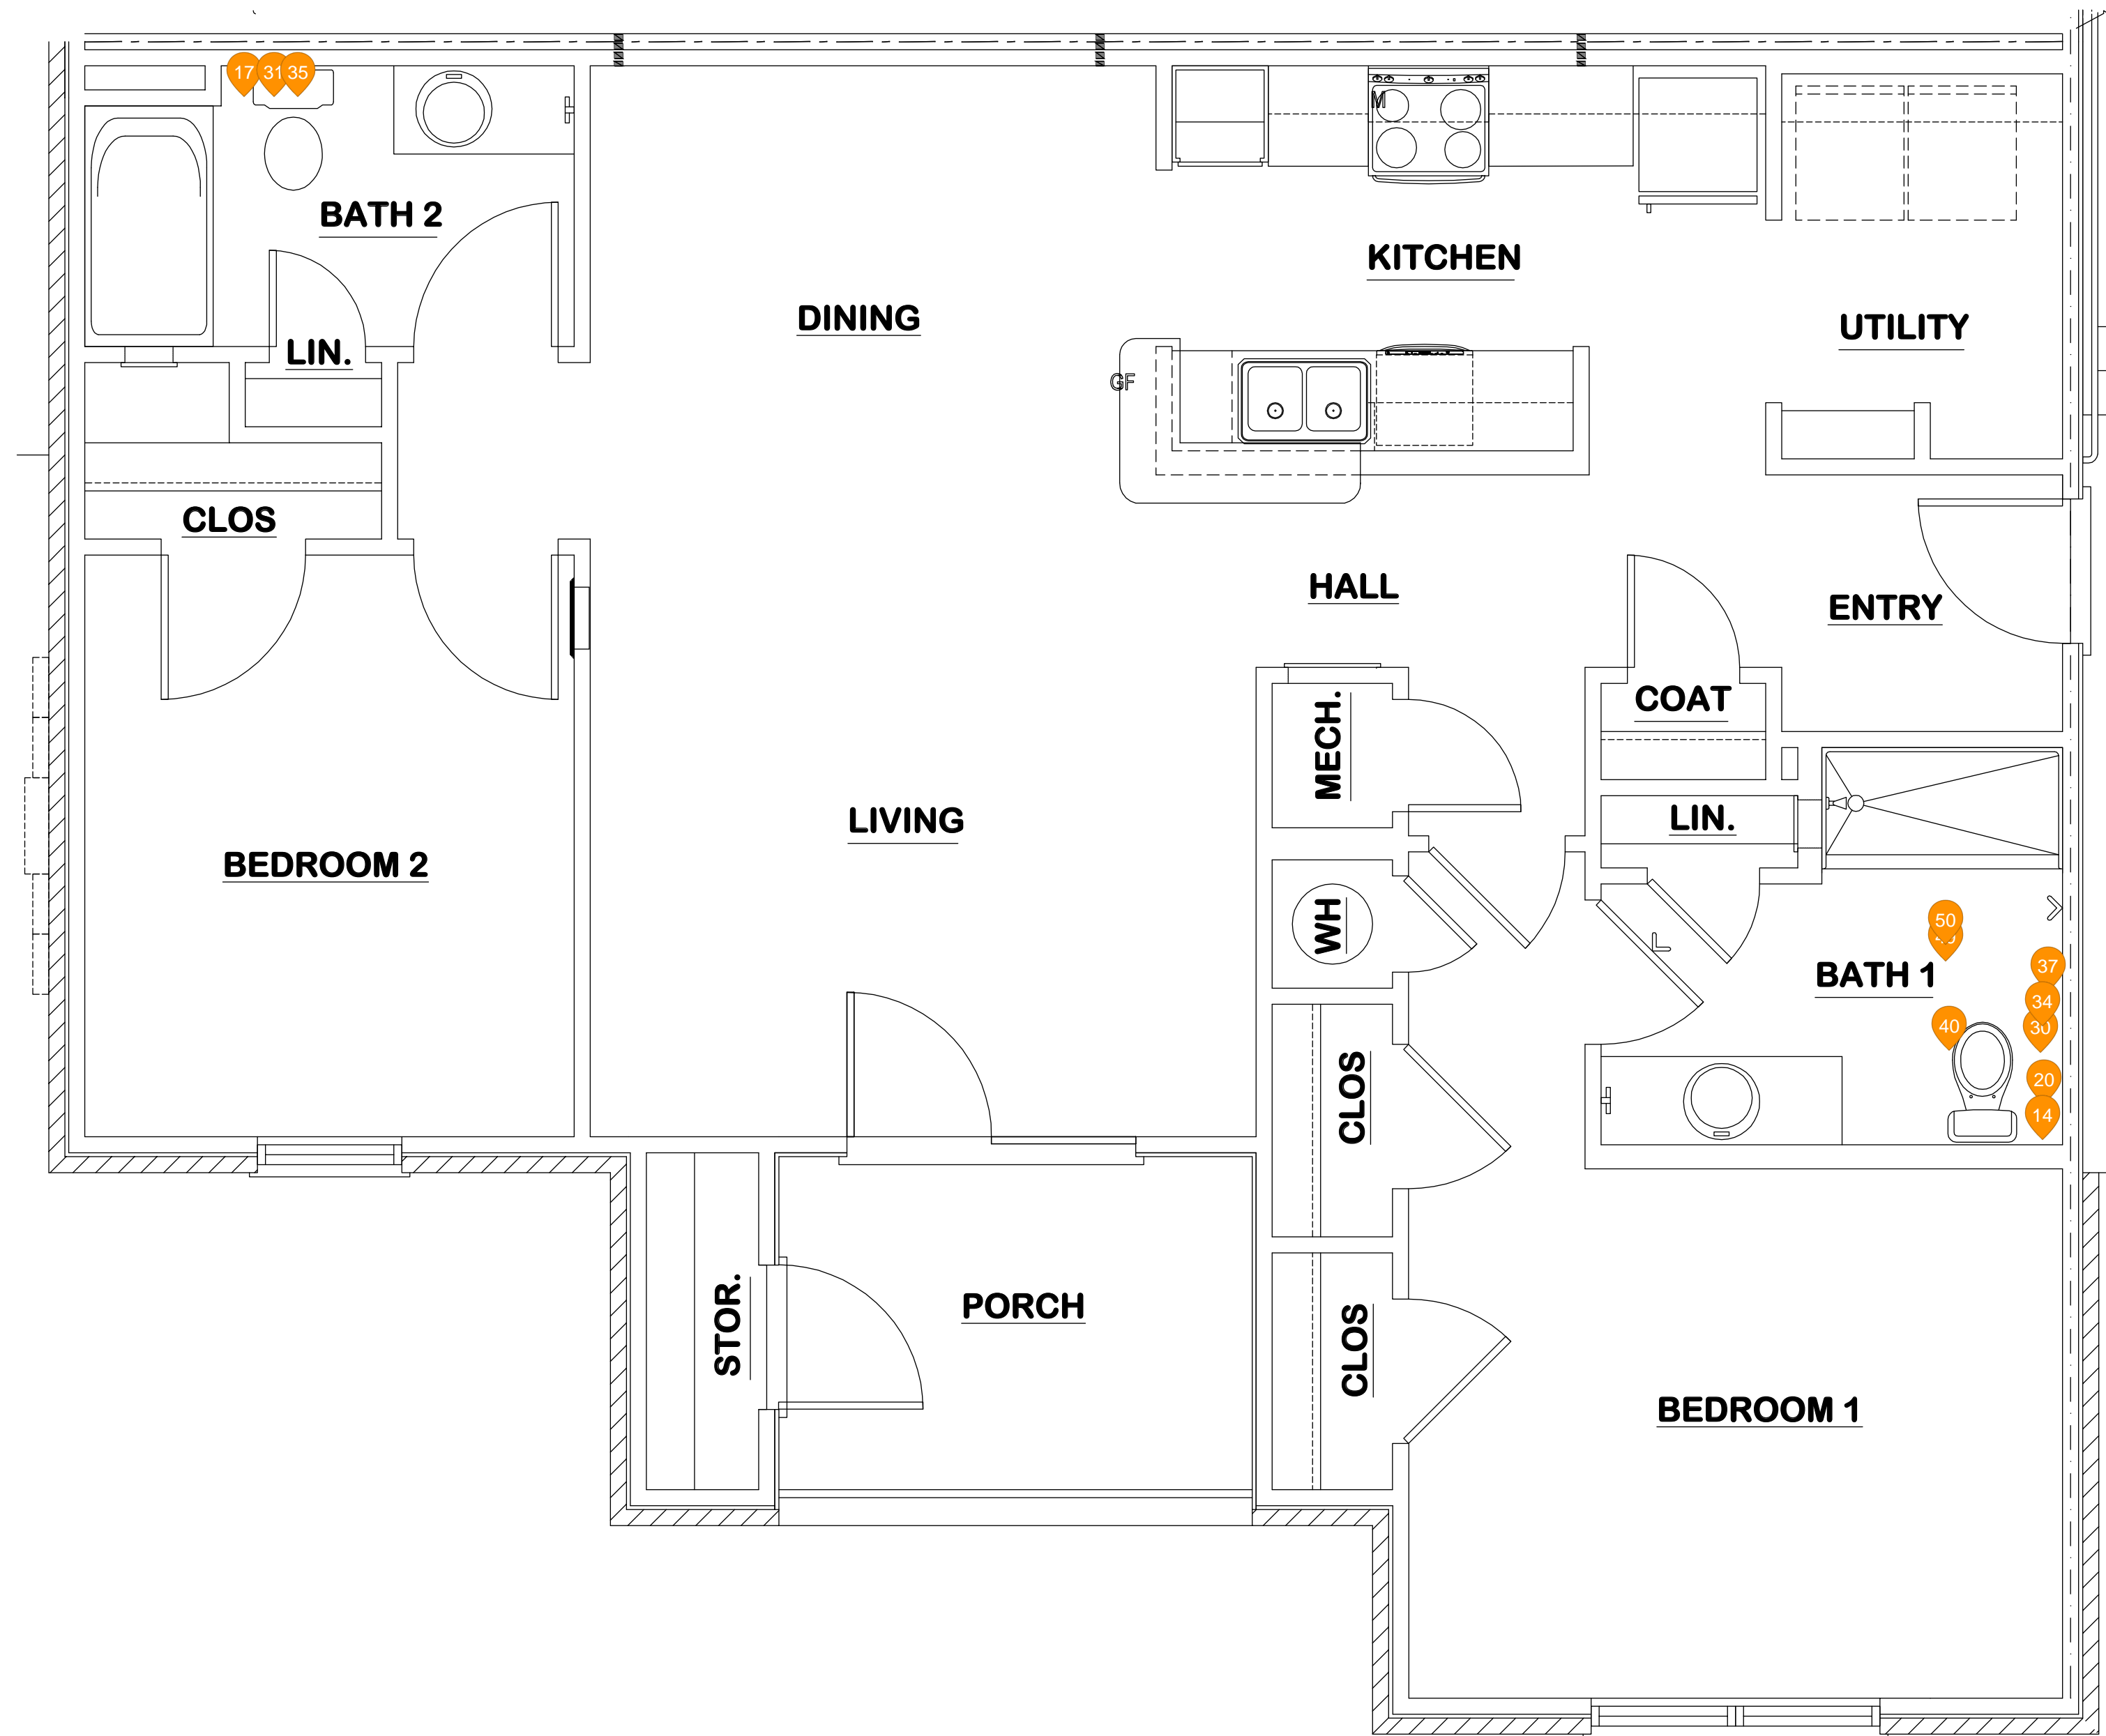 17 31 35
M
BATH 2
KITCHEN
DINING
UTILITY
LIN.
GF
CLOS
HALL
ENTRY
COAT
MECH.
LIVING
LIN.
BEDROOM 2
WH
50
37
BATH 1
34
40
30
CLOS
20
14
PORCH
STOR.
CLOS
BEDROOM 1